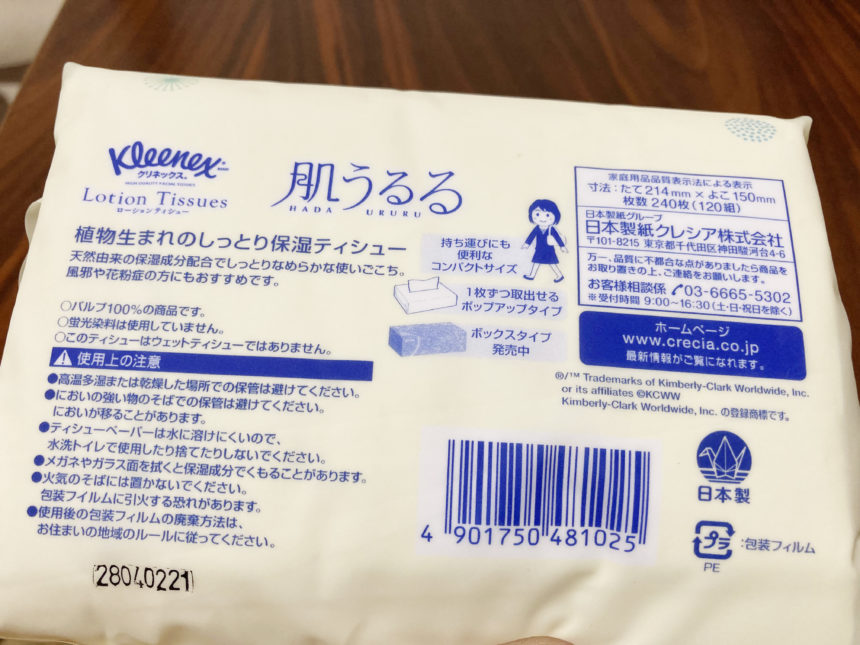 Kleenex
クリネックス®
HIGH QUALITY FACIAL TISSUES
Lotion Tissues
ローションティシュー
肌うるる
HADA URURU
植物生まれのしっとり保湿ティシュー
天然由来の保湿成分配合でしっとりなめらかな使いごこち。
風邪や花粉症の方にもおすすめです。
○パルプ100%の商品です。
○蛍光染料は使用していません。
○このティシューはウェットティシューではありません。
使用上の注意
●高温多湿または乾燥した場所での保管は避けてください。
●においの強い物のそばでの保管は避けてください。
においが移ることがあります。
●ティシューペーパーは水に溶けにくいので、
水洗トイレで使用したり捨てたりしないでください。
●メガネやガラス面を拭くと保湿成分でくもることがあります。
●火気のそばには置かないでください。
包装フイルムに引火する恐れがあります。
●使用後の包装フィルムの廃棄方法は、
お住まいの地域のルールに従ってください。
28040221
持ち運びにも
便利な
コンパクトサイズ
1枚ずつ取出せる
ポップアップタイプ
ボックスタイプ
発売中
家庭用品品質表示法による表示
寸法：たて214mm×よこ150mm
枚数 240枚(120組)
日本製紙グループ
日本製紙クレシア株式会社
〒101-8215 東京都千代田区神田駿河台4-6
万一、品質に不都合な点がありましたら商品を
お取り置きの上、ご連絡をお願いします。
お客様相談係 03-6665-5302
※受付時間 9:00～16:30(土・日・祝日を除く)
ホームページ
www.crecia.co.jp
最新情報がご覧になれます。
®/™ Trademarks of Kimberly-Clark Worldwide, Inc.
or its affiliates ©KCWW
Kimberly-Clark Worldwide, Inc. の登録商標です。
4 901750 481025
日本製
プラ :包装フィルム
PE